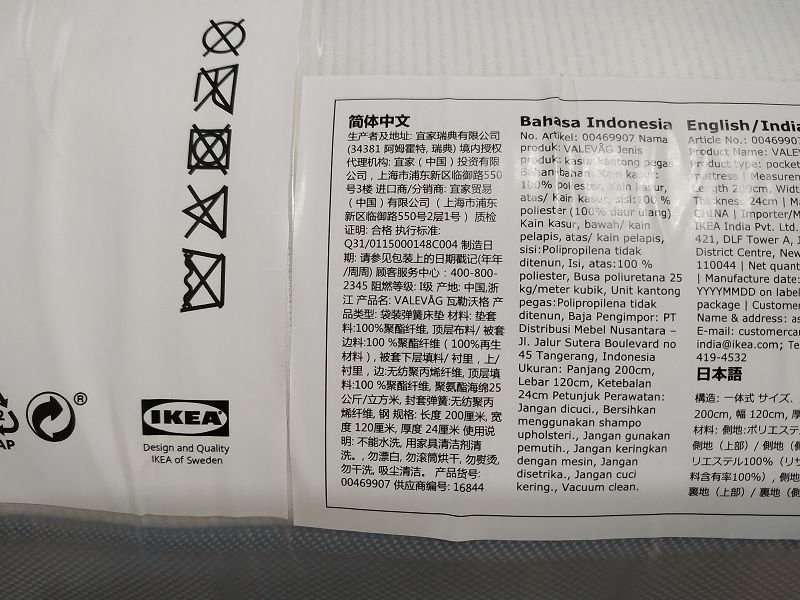 简体中文
生产者及地址: 宜家瑞典有限公司
(34381 阿姆霍特, 瑞典) 境内授权
代理机构: 宜家（中国）投资有限
公司，上海市浦东新区临御路550
号3楼 进口商/分销商: 宜家贸易
（中国）有限公司（上海市浦东
新区临御路550号2层1号） 质检
证明: 合格 执行标准:
Q31/0115000148C004 制造日
期: 请参见包装上的日期戳记(年年
/周周) 顾客服务中心：400-800-
2345 阻燃等级: I级 产地: 中国,浙
江 产品名: VALEVÅG 瓦勒沃格 产
品类型: 袋装弹簧床垫 材料: 垫套
料:100%聚酯纤维, 顶层布料/ 被套
边料:100 %聚酯纤维（100%再生
材料）, 被套下层填料/ 衬里，上/
衬里，边:无纺聚丙烯纤维, 顶层填
料:100 %聚酯纤维, 聚氨酯海绵25
公斤/立方米, 封套弹簧:无纺聚丙
烯纤维, 钢 规格: 长度 200厘米, 宽
度 120厘米, 厚度 24厘米 使用说
明: 不能水洗, 用家具清洁剂清
洗。, 勿漂白, 勿滚筒烘干, 勿熨烫,
勿干洗, 吸尘清洁。 产品货号:
00469907 供应商编号: 16844
Bahasa Indonesia
No. Artikel: 00469907 Nama
produk: VALEVÅG Jenis
produk: kasur kantong pegas
Bahan-bahan: Kain kasur:
100% poliester, Kain kasur,
atas/ Kain kasur, sisi:100 %
poliester (100% daur ulang)
Kain kasur, bawah/ kain
pelapis, atas/ kain pelapis,
sisi:Polipropilena tidak
ditenun, Isi, atas:100 %
poliester, Busa poliuretana 25
kg/meter kubik, Unit kantong
pegas:Polipropilena tidak
ditenun, Baja Pengimpor: PT
Distribusi Mebel Nusantara –
Jl. Jalur Sutera Boulevard no
45 Tangerang, Indonesia
Ukuran: Panjang 200cm,
Lebar 120cm, Ketebalan
24cm Petunjuk Perawatan:
Jangan dicuci., Bersihkan
menggunakan shampo
upholsteri., Jangan gunakan
pemutih., Jangan keringkan
dengan mesin, Jangan
disetrika., Jangan cuci
kering., Vacuum clean.
English/India
Article No.: 00469907
Product Name: VALEV
Product type: pocket
mattress | Measurem
Length 200cm, Widt
Thickness 24cm | Ma
CHINA | Importer/M
IKEA India Pvt. Ltd.
421, DLF Tower A, J
District Centre, New
110044 | Net quant
| Manufacture date:
YYYYMMDD on label
package | Customer
Name & address: as
E-mail: customercar
india@ikea.com; Te
419-4532
日本語
構造: 一体式 サイズ、
200cm, 幅 120cm, 厚
材料: 側地:ポリエステ
側地（上部）/ 側地（側
リエステル100%（リサ
料含有率100%）, 側地
裏地（上部）/ 裏地（側
®
IKEA
Design and Quality
IKEA of Sweden
AP